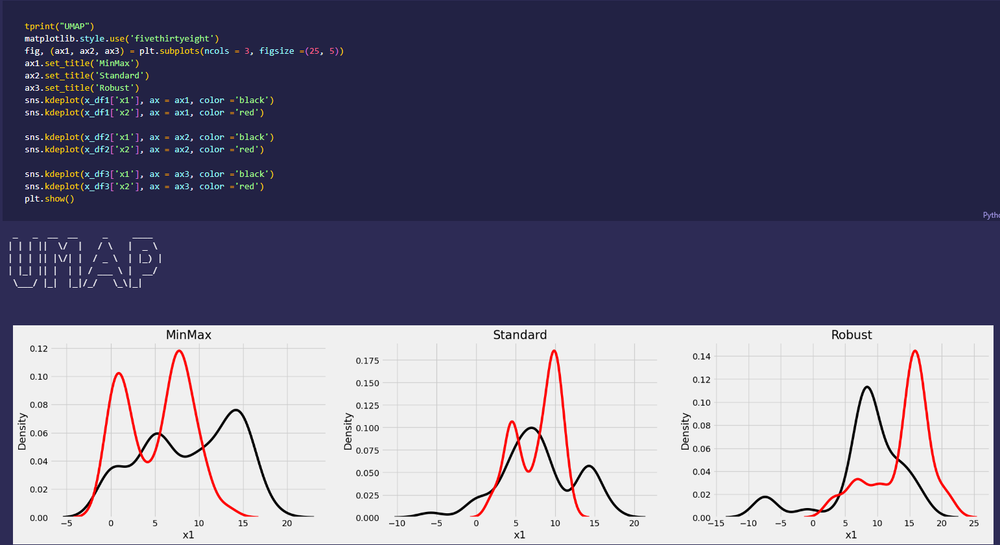 tprint("UMAP")
matplotlib.style.use('fivethirtyeight')
fig, (ax1, ax2, ax3) = plt.subplots(ncols = 3, figsize =(25, 5))
ax1.set_title('MinMax')
ax2.set_title('Standard')
ax3.set_title('Robust')
sns.kdeplot(x_df1['x1'], ax = ax1, color ='black')
sns.kdeplot(x_df1['x2'], ax = ax1, color ='red')
sns.kdeplot(x_df2['x1'], ax = ax2, color ='black')
sns.kdeplot(x_df2['x2'], ax = ax2, color ='red')
sns.kdeplot(x_df3['x1'], ax = ax3, color ='black')
sns.kdeplot(x_df3['x2'], ax = ax3, color ='red')
plt.show()
Pytho
UMAP
MinMax
0.12
0.10
0.08
0.06
0.04
0.02
0.00
Density
−5 0 5 10 15 20
x1
Standard
0.175
0.150
0.125
0.100
0.075
0.050
0.025
0.000
Density
−10 −5 0 5 10 15 20
x1
Robust
0.14
0.12
0.10
0.08
0.06
0.04
0.02
0.00
Density
−15 −10 −5 0 5 10 15 20 25
x1